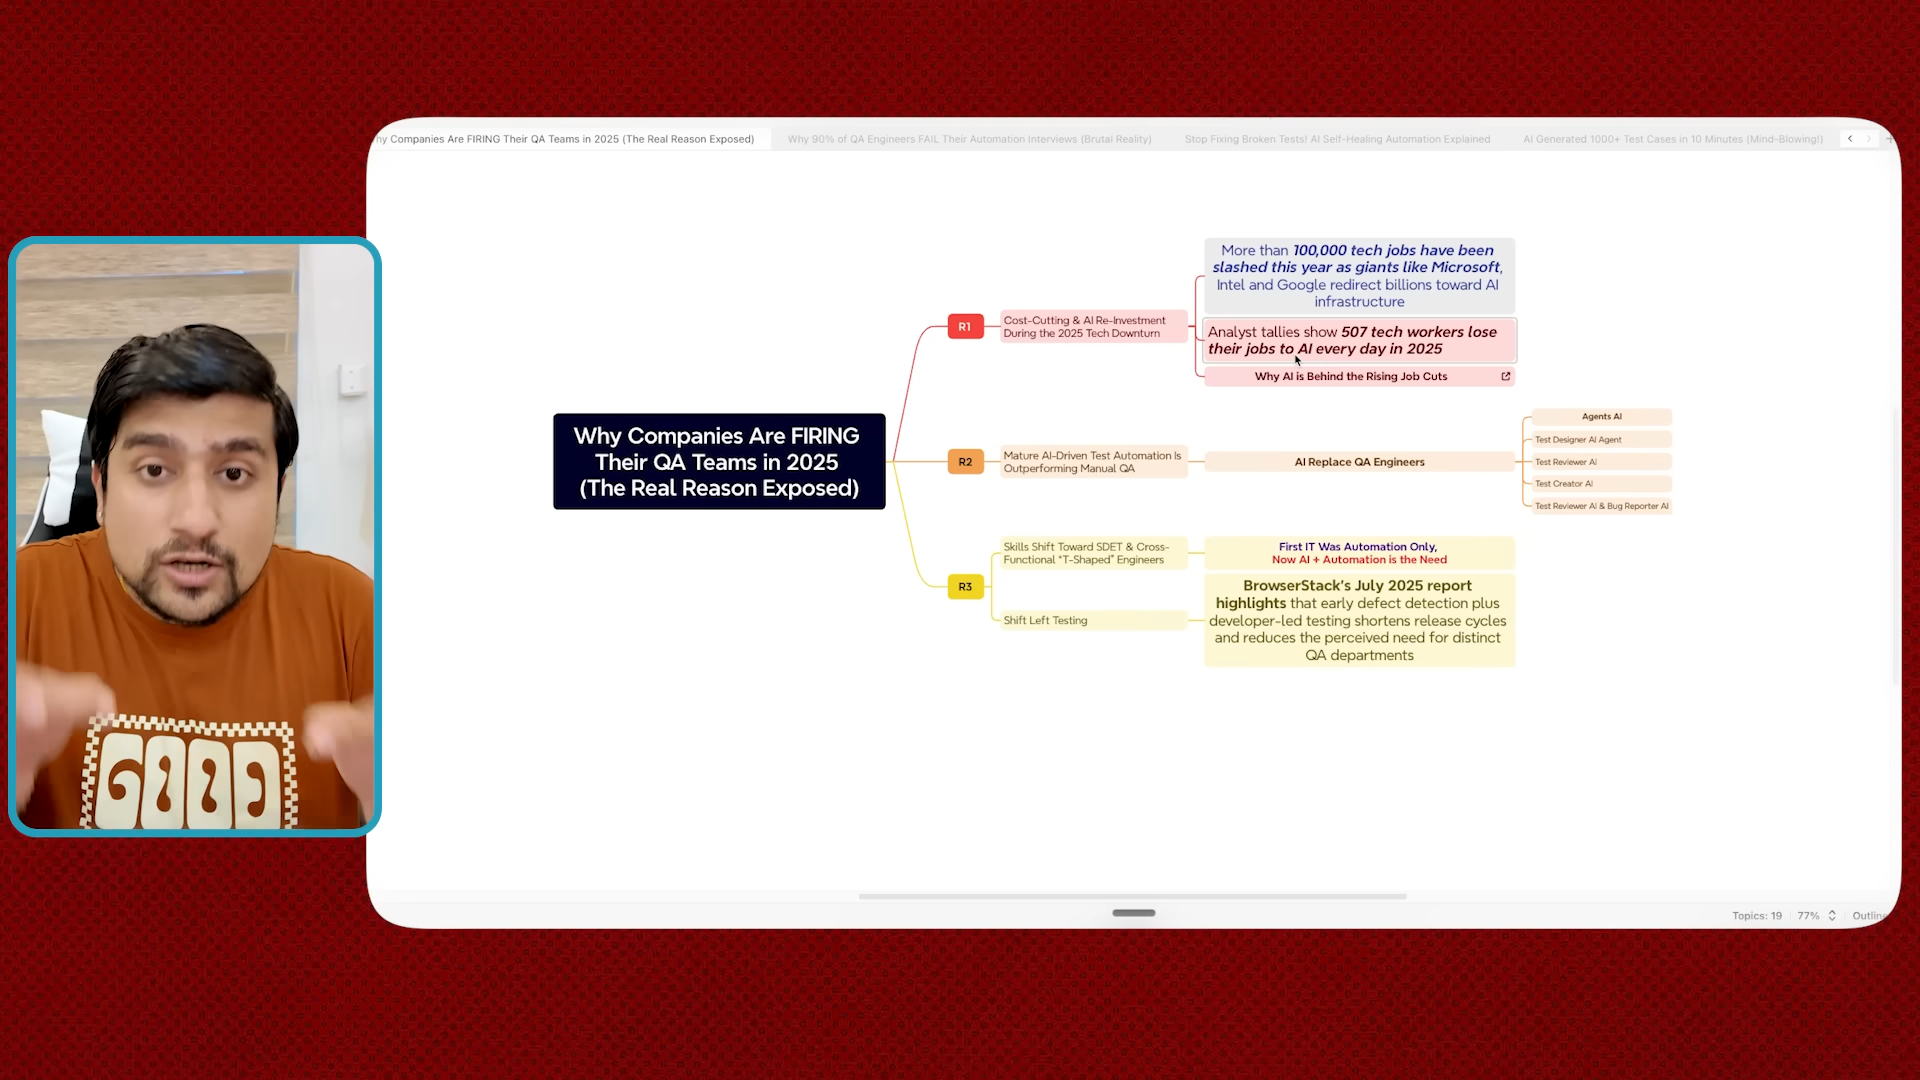 hy Companies Are FIRING Their QA Teams in 2025 (The Real Reason Exposed)
Why 90% of QA Engineers FAIL Their Automation Interviews (Brutal Reality)
Stop Fixing Broken Tests! AI Self-Healing Automation Explained
AI Generated 1000+ Test Cases in 10 Minutes (Mind-Blowing!)
Why Companies Are FIRING
Their QA Teams in 2025
(The Real Reason Exposed)
R1
Cost-Cutting & AI Re-Investment
During the 2025 Tech Downturn
More than 100,000 tech jobs have been
slashed this year as giants like Microsoft,
Intel and Google redirect billions toward AI
infrastructure
Analyst tallies show 507 tech workers lose
their jobs to AI every day in 2025
Why AI is Behind the Rising Job Cuts
R2
Mature AI-Driven Test Automation Is
Outperforming Manual QA
AI Replace QA Engineers
Agents AI
Test Designer AI Agent
Test Reviewer AI
Test Creator AI
Test Reviewer AI & Bug Reporter AI
R3
Skills Shift Toward SDET & Cross-
Functional "T-Shaped" Engineers
First IT Was Automation Only,
Now AI + Automation is the Need
Shift Left Testing
BrowserStack's July 2025 report
highlights that early defect detection plus
developer-led testing shortens release cycles
and reduces the perceived need for distinct
QA departments
GOOD
Topics: 19
77%
Outline